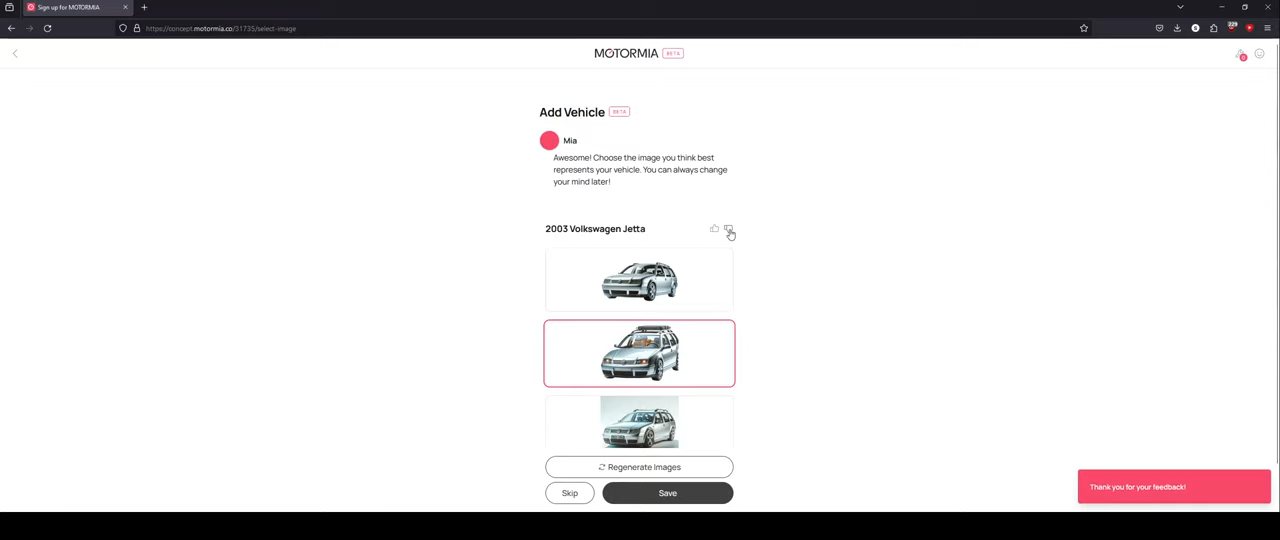 Sign up for MOTORMIA
https://concept.motormia.co/31735/select-image
229
MOTORMIA BETA
0
Add Vehicle BETA
Mia
Awesome! Choose the image you think best
represents your vehicle. You can always change
your mind later!
2003 Volkswagen Jetta
Regenerate Images
Skip
Save
Thank you for your feedback!